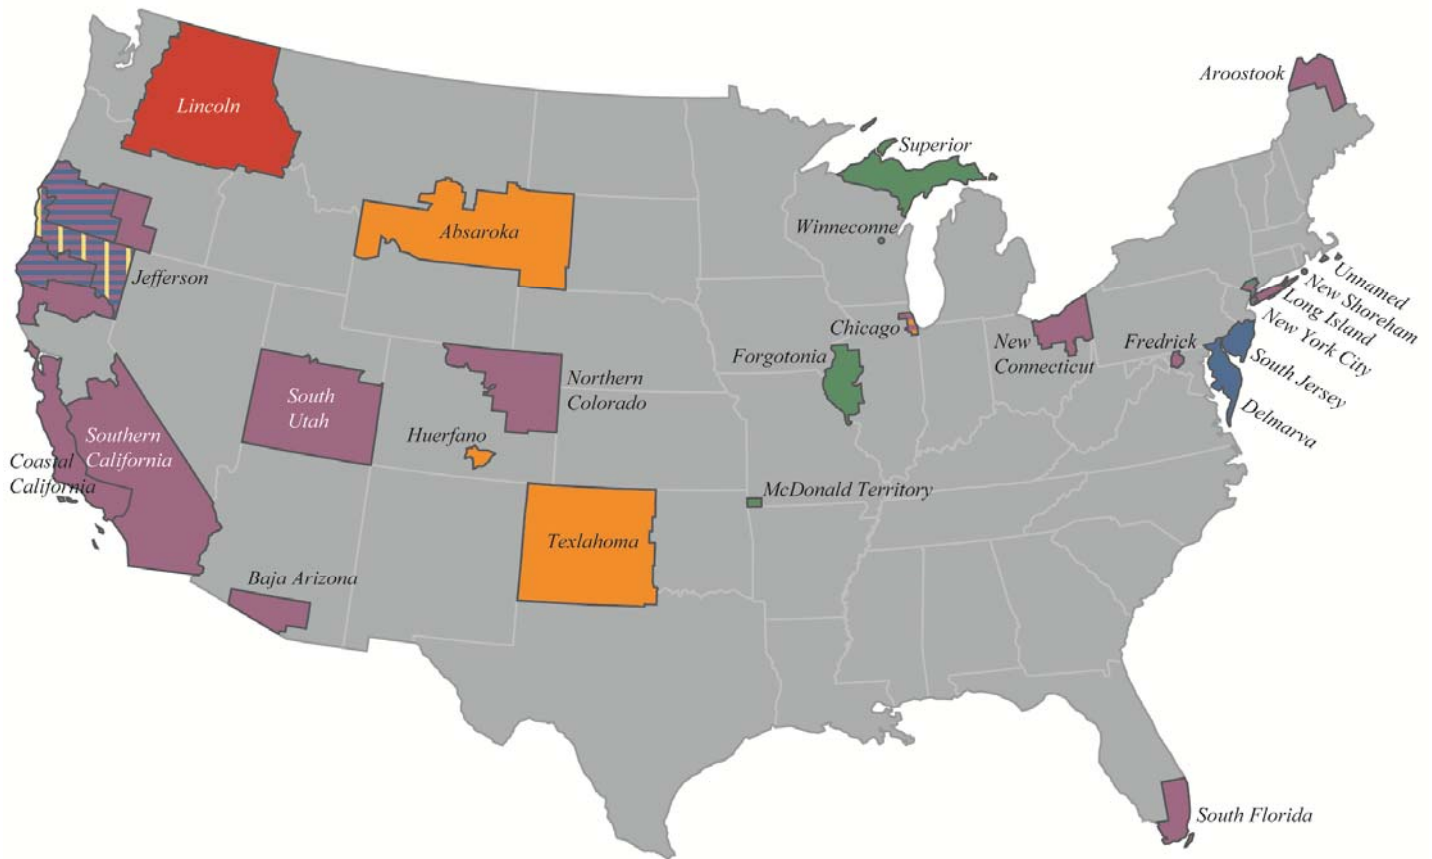 Aroostook
Lincoln
Superior
Winneconne
Absaroka
Jefferson
Unnamed
New Shoreham
Long Island
New York City
South Jersey
Delmarva
Chicago
New
Connecticut
Fredrick
Forgotonia
Northern
Colorado
South
Utah
Huerfano
Southern
California
Coastal
California
McDonald Territory
Texlahoma
Baja Arizona
South Florida